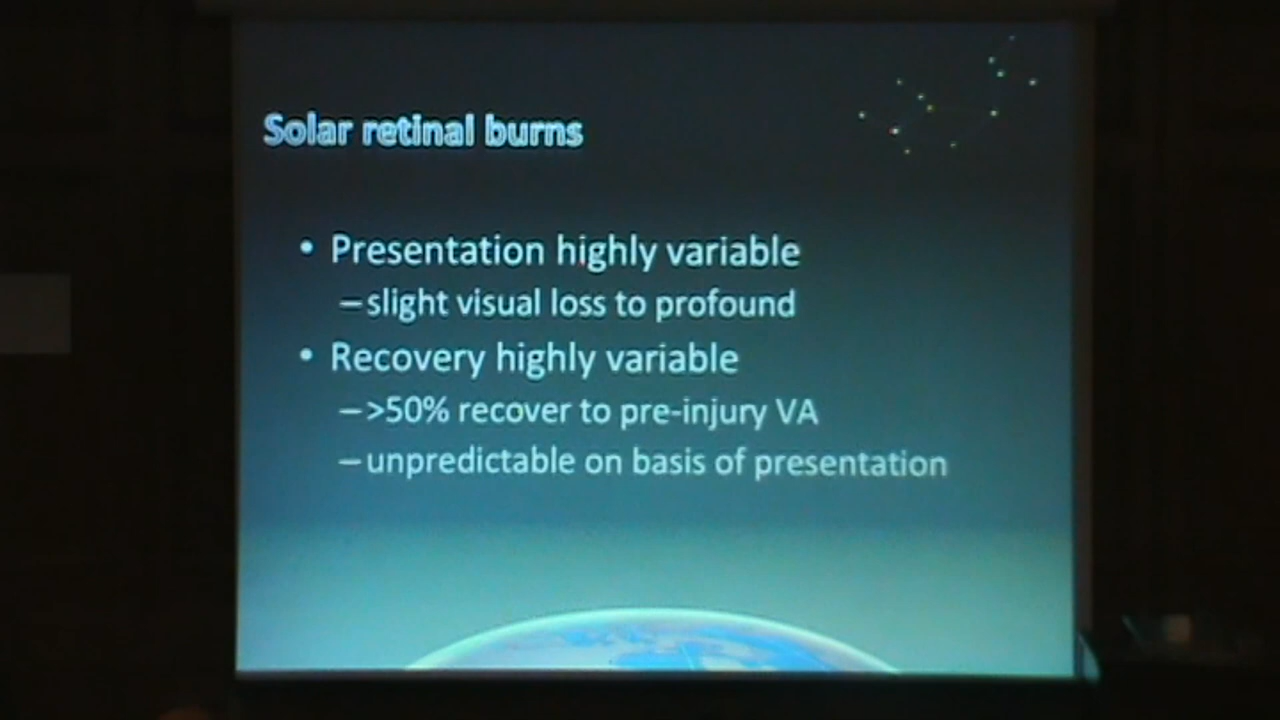 Solar retinal burns
• Presentation highly variable
–slight visual loss to profound
• Recovery highly variable
–>50% recover to pre-injury VA
–unpredictable on basis of presentation